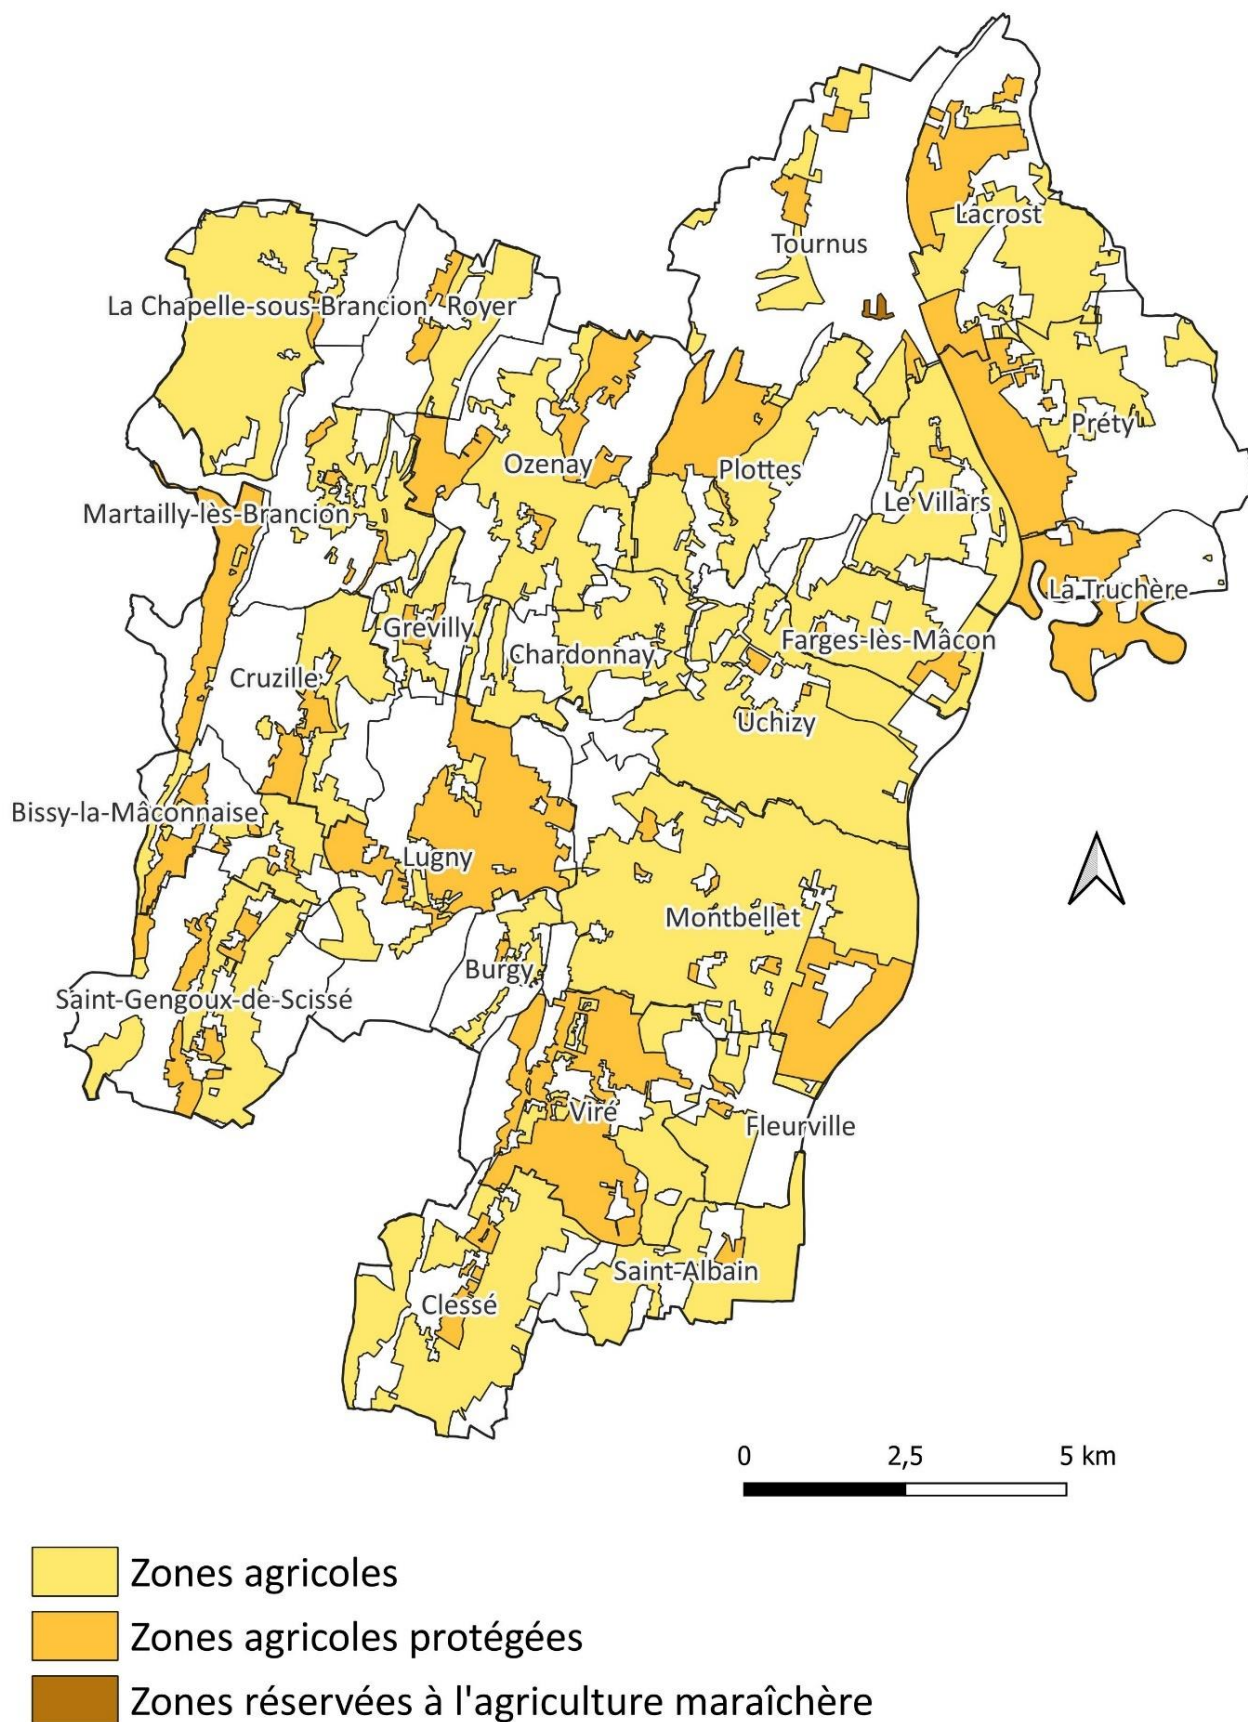 Lacrost
Tournus
La Chapelle-sous-Brancion
Royer
Préty
Ozenay
Plottes
Le Villars
Martailly-lès-Brancion
La Truchère
Grevilly
Farges-lès-Mâcon
Chardonnay
Cruzille
Uchizy
Bissy-la-Mâconnaise
Lugny
Montbellet
Burgy
Saint-Gengoux-de-Scissé
Viré
Fleurville
Saint-Albain
Clessé
0 2,5 5 km
Zones agricoles
Zones agricoles protégées
Zones réservées à l'agriculture maraîchère